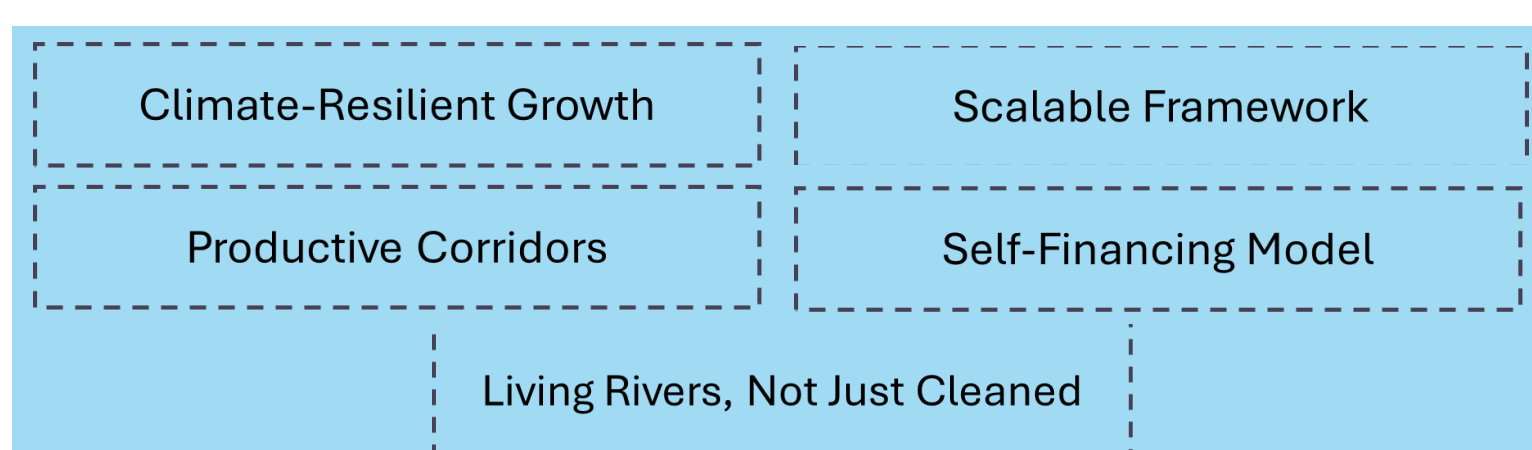 Climate-Resilient Growth
Scalable Framework
Productive Corridors
Self-Financing Model
Living Rivers, Not Just Cleaned